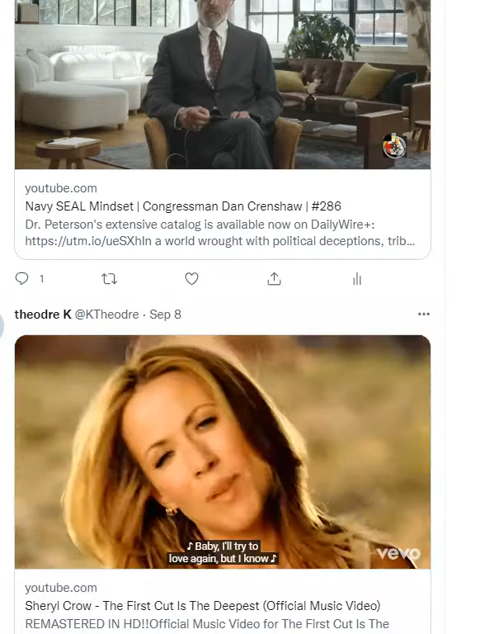 youtube.com
Navy SEAL Mindset | Congressman Dan Crenshaw | #286
Dr. Peterson's extensive catalog is available now on DailyWire+:
https://utm.io/ueSXhIn a world wrought with political deceptions, trib...
1
theodre K @KTheodre · Sep 8
♪ Baby, I'll try to
love again, but I know ♪
vevo
youtube.com
Sheryl Crow - The First Cut Is The Deepest (Official Music Video)
REMASTERED IN HD!!Official Music Video for The First Cut Is The